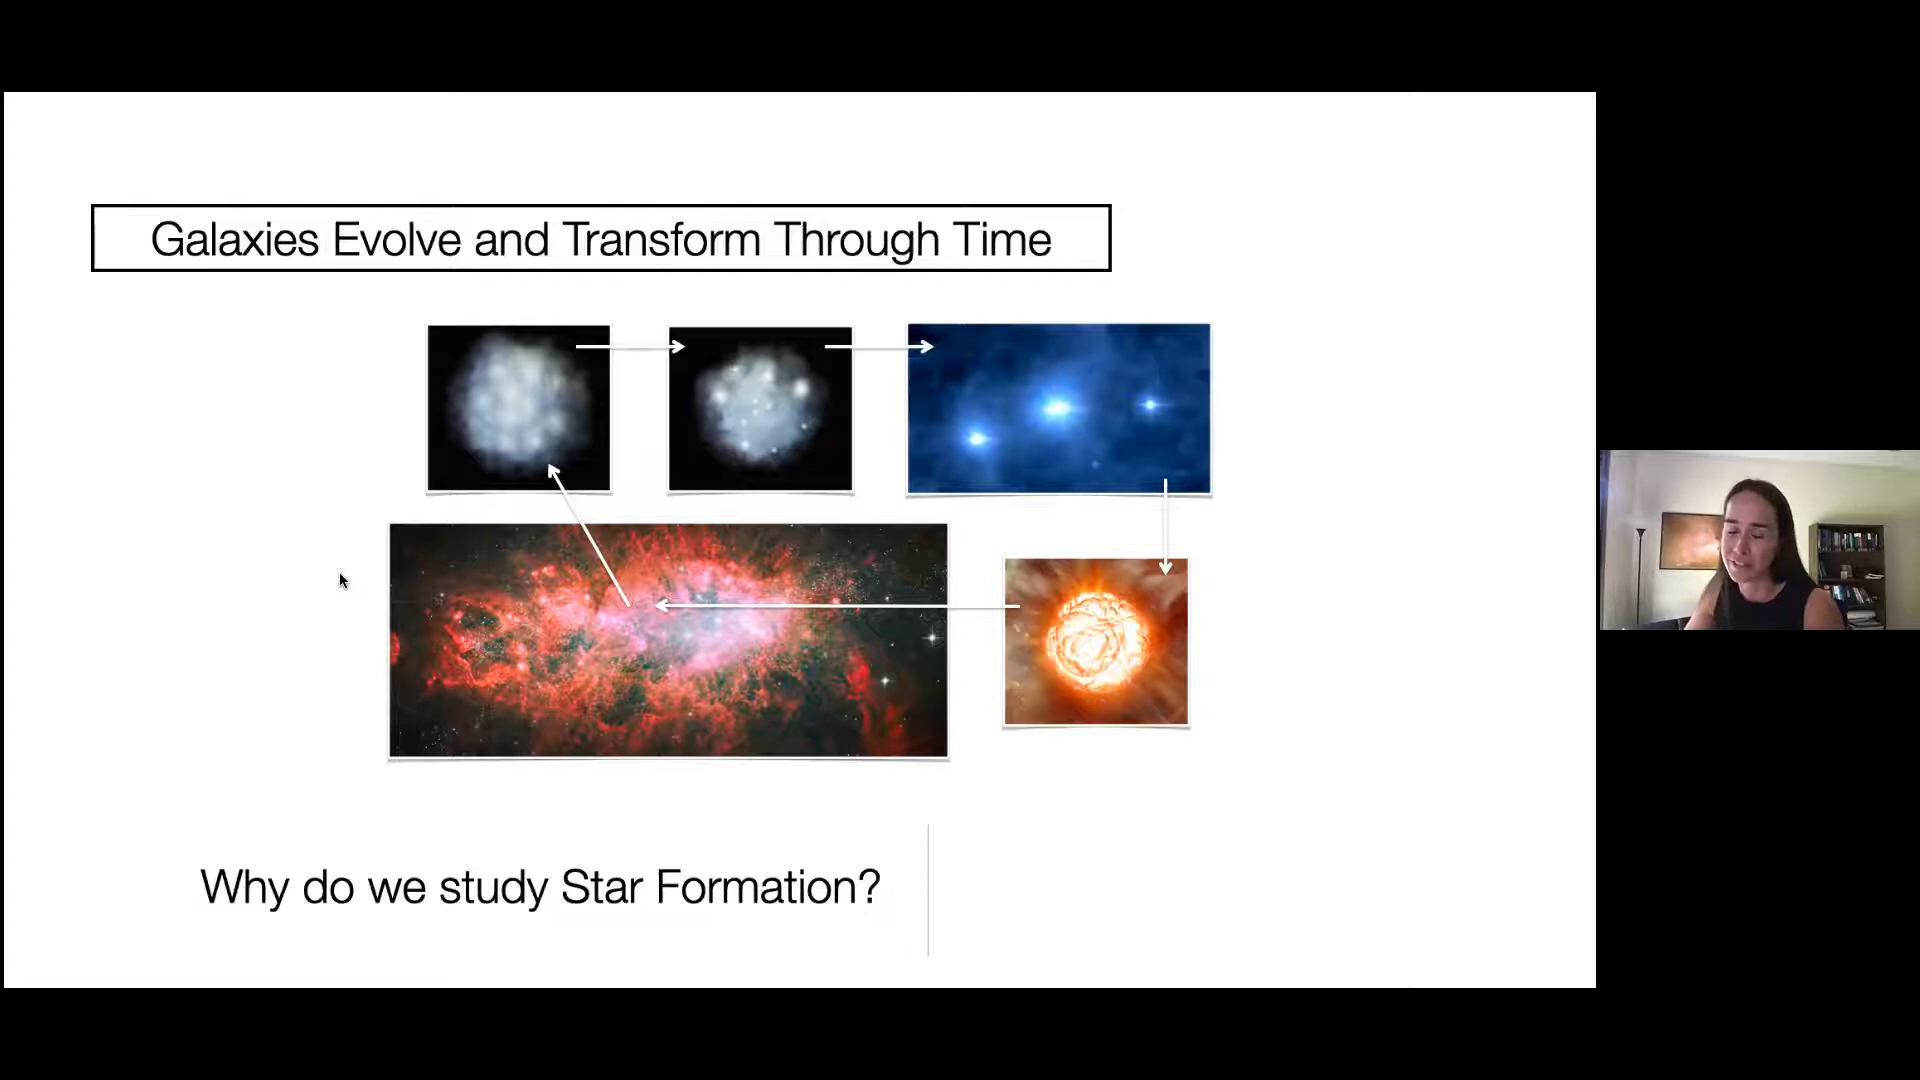 Galaxies Evolve and Transform Through Time
Why do we study Star Formation?